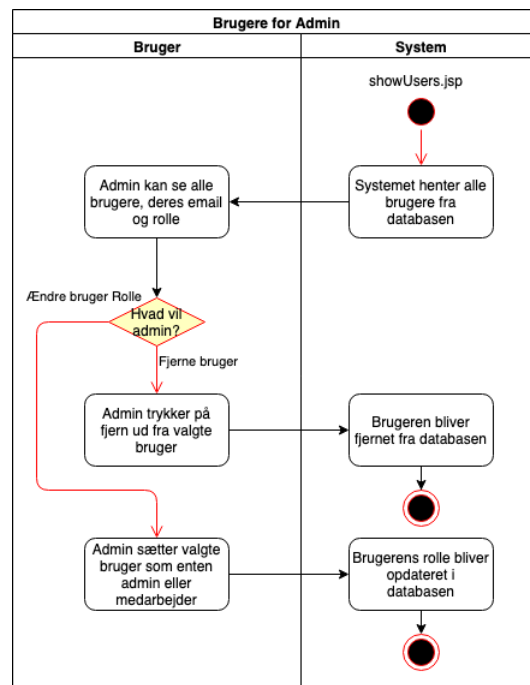 Brugere for Admin
Bruger
System
showUsers.jsp
Systemet henter alle
brugere fra
databasen
Admin kan se alle
brugere, deres email
og rolle
Ændre bruger Rolle
Hvad vil
admin?
Fjerne bruger
Admin trykker på
fjern ud fra valgte
bruger
Brugeren bliver
fjernet fra databasen
Admin sætter valgte
bruger som enten
admin eller
medarbejder
Brugerens rolle bliver
opdateret i
databasen